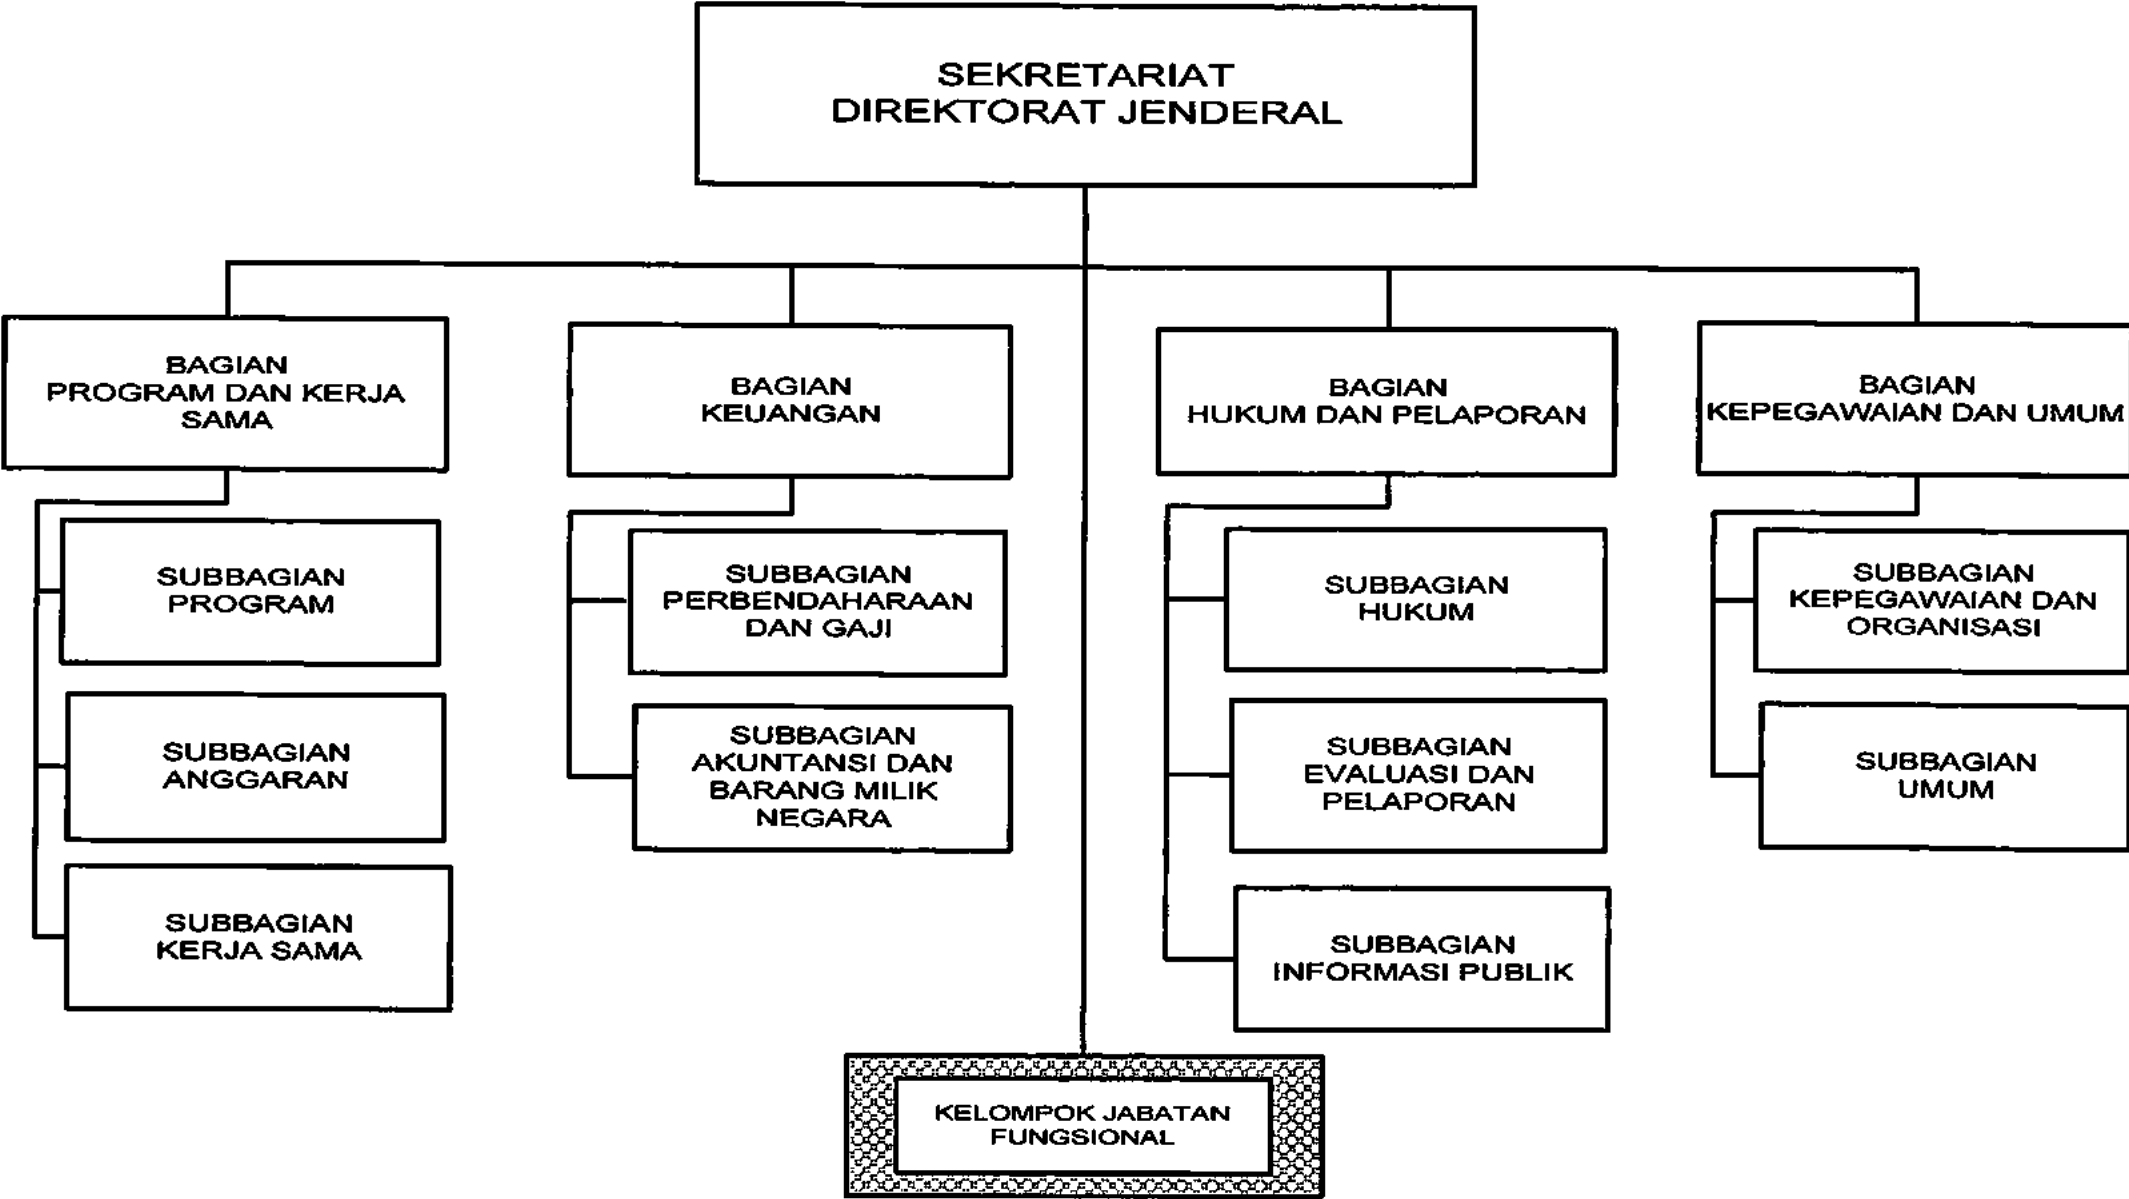 SEKRETARIAT
DIREKTORAT JENDERAL
BAGIAN
PROGRAM DAN KERJA
SAMA
BAGIAN
KEUANGAN
BAGIAN
HUKUM DAN PELAPORAN
BAGIAN
KEPEGAWAIAN DAN UMUM
SUBBAGIAN
PROGRAM
SUBBAGIAN
ANGGARAN
SUBBAGIAN
KERJA SAMA
SUBBAGIAN
PERBENDAHARAAN
DAN GAJI
SUBBAGIAN
AKUNTANSI DAN
BARANG MILIK
NEGARA
SUBBAGIAN
HUKUM
SUBBAGIAN
EVALUASI DAN
PELAPORAN
SUBBAGIAN
INFORMASI PUBLIK
SUBBAGIAN
KEPEGAWAIAN DAN
ORGANISASI
SUBBAGIAN
UMUM
KELOMPOK JABATAN
FUNGSIONAL